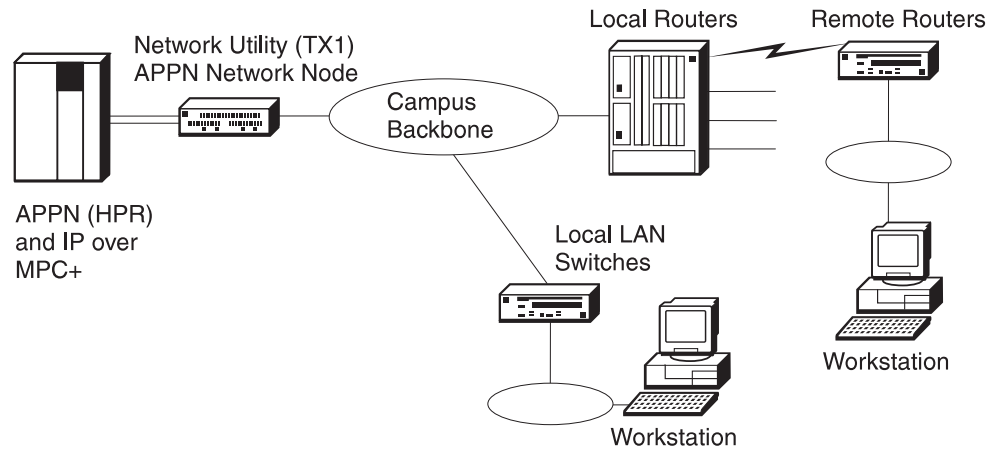 Local Routers
Remote Routers
Network Utility (TX1)
APPN Network Node
Campus
Backbone
APPN (HPR)
and IP over
MPC+
Local LAN
Switches
Workstation
Workstation